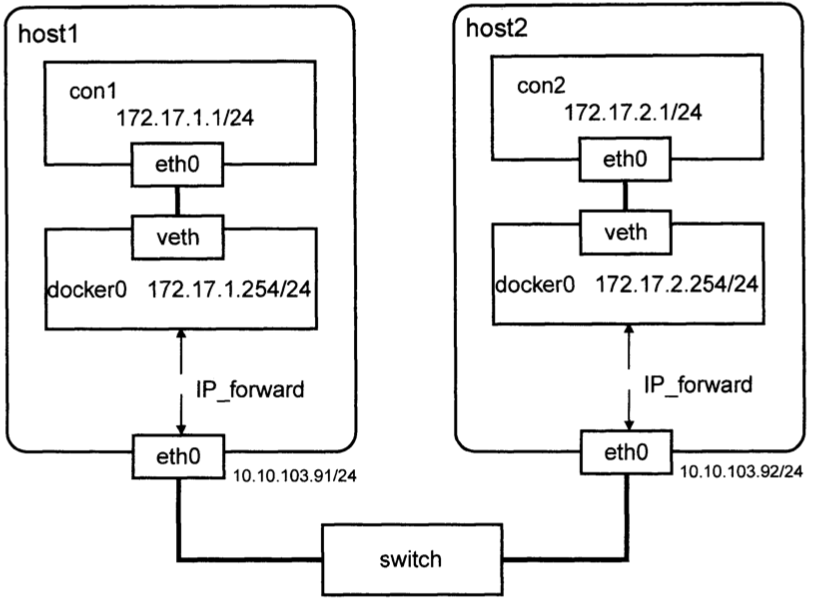 host1
con1
172.17.1.1/24
eth0
veth
docker0 172.17.1.254/24
IP_forward
eth0
10.10.103.91/24
host2
con2
172.17.2.1/24
eth0
veth
docker0 172.17.2.254/24
IP_forward
eth0
10.10.103.92/24
switch